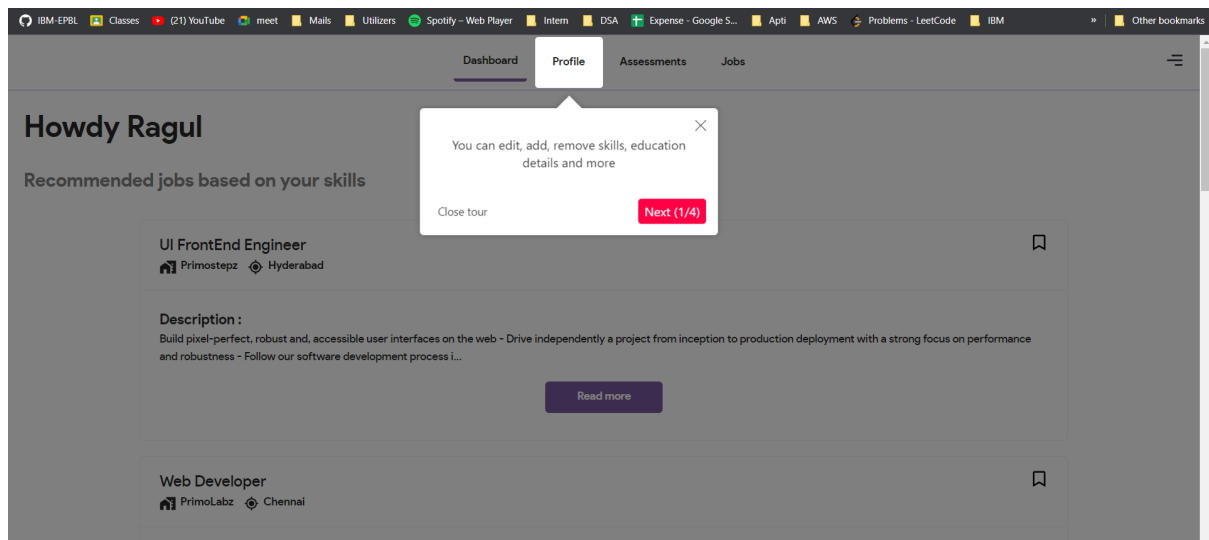 IBM-EPBL Classes (21) YouTube meet Mails Utilizers Spotify – Web Player Intern DSA Expense - Google S... Apti AWS Problems - LeetCode IBM » Other bookmarks
Dashboard Profile Assessments Jobs
Howdy Ragul
You can edit, add, remove skills, education
details and more
Recommended jobs based on your skills
Close tour Next (1/4)
UI FrontEnd Engineer
Primostepz Hyderabad
Description :
Build pixel-perfect, robust and, accessible user interfaces on the web - Drive independently a project from inception to production deployment with a strong focus on performance
and robustness - Follow our software development process i...
Read more
Web Developer
PrimoLabz Chennai